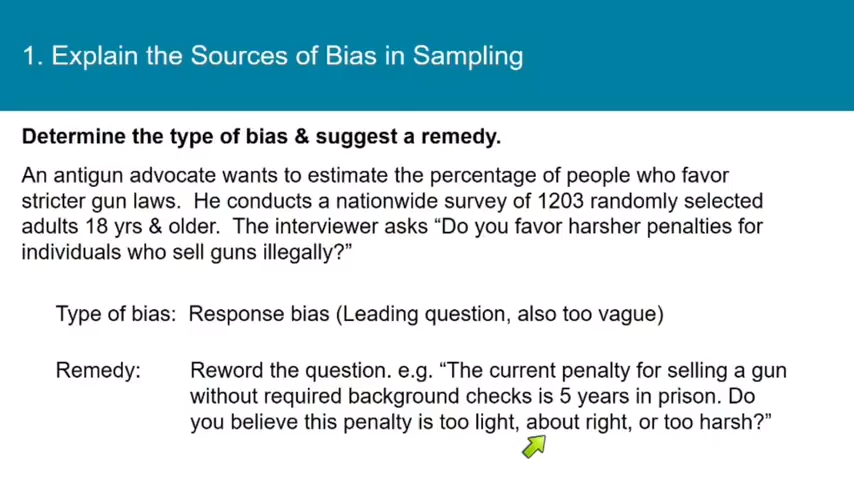 1. Explain the Sources of Bias in Sampling
Determine the type of bias & suggest a remedy.
An antigun advocate wants to estimate the percentage of people who favor
stricter gun laws. He conducts a nationwide survey of 1203 randomly selected
adults 18 yrs & older. The interviewer asks “Do you favor harsher penalties for
individuals who sell guns illegally?”
Type of bias: Response bias (Leading question, also too vague)
Remedy: Reword the question. e.g. “The current penalty for selling a gun
without required background checks is 5 years in prison. Do
you believe this penalty is too light, about right, or too harsh?”